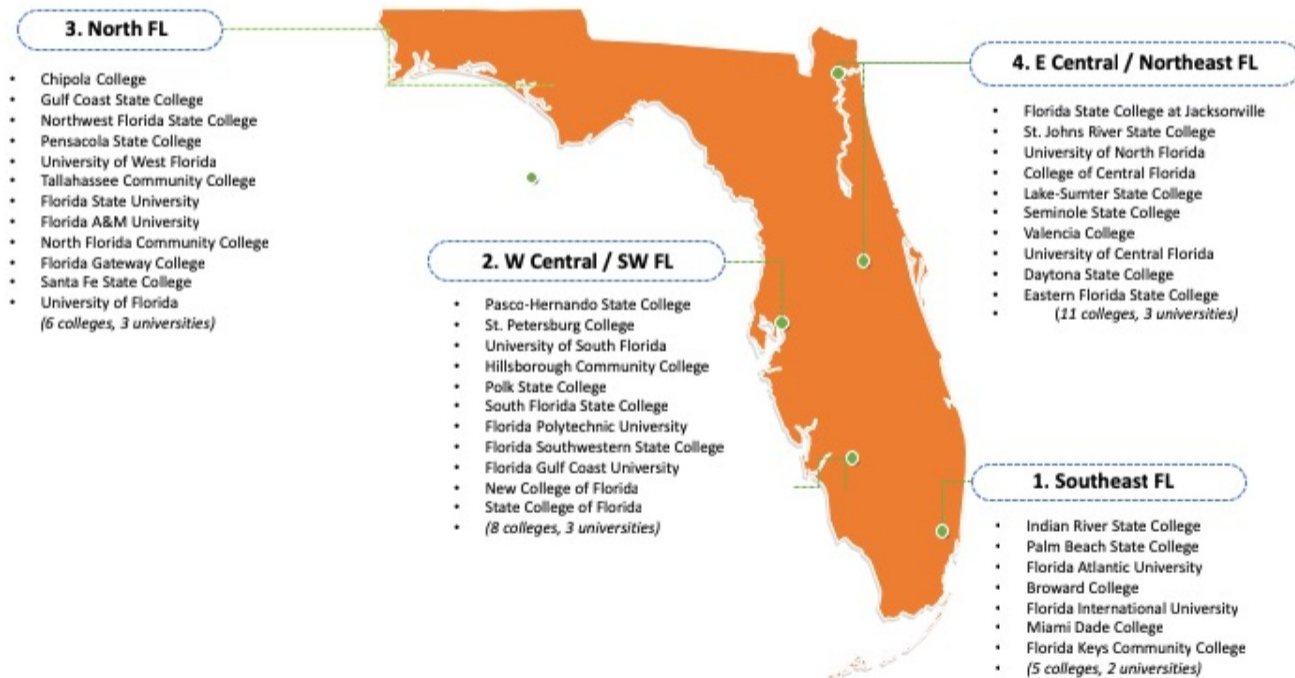 3. North FL
• Chipola College
• Gulf Coast State College
• Northwest Florida State College
• Pensacola State College
• University of West Florida
• Tallahassee Community College
• Florida State University
• Florida A&M University
• North Florida Community College
• Florida Gateway College
• Santa Fe State College
• University of Florida
(6 colleges, 3 universities)
2. W Central / SW FL
• Pasco-Hernando State College
• St. Petersburg College
• University of South Florida
• Hillsborough Community College
• Polk State College
• South Florida State College
• Florida Polytechnic University
• Florida Southwestern State College
• Florida Gulf Coast University
• New College of Florida
• State College of Florida
• (8 colleges, 3 universities)
4. E Central / Northeast FL
• Florida State College at Jacksonville
• St. Johns River State College
• University of North Florida
• College of Central Florida
• Lake-Sumter State College
• Seminole State College
• Valencia College
• University of Central Florida
• Daytona State College
• Eastern Florida State College
• (11 colleges, 3 universities)
1. Southeast FL
• Indian River State College
• Palm Beach State College
• Florida Atlantic University
• Broward College
• Florida International University
• Miami Dade College
• Florida Keys Community College
• (5 colleges, 2 universities)